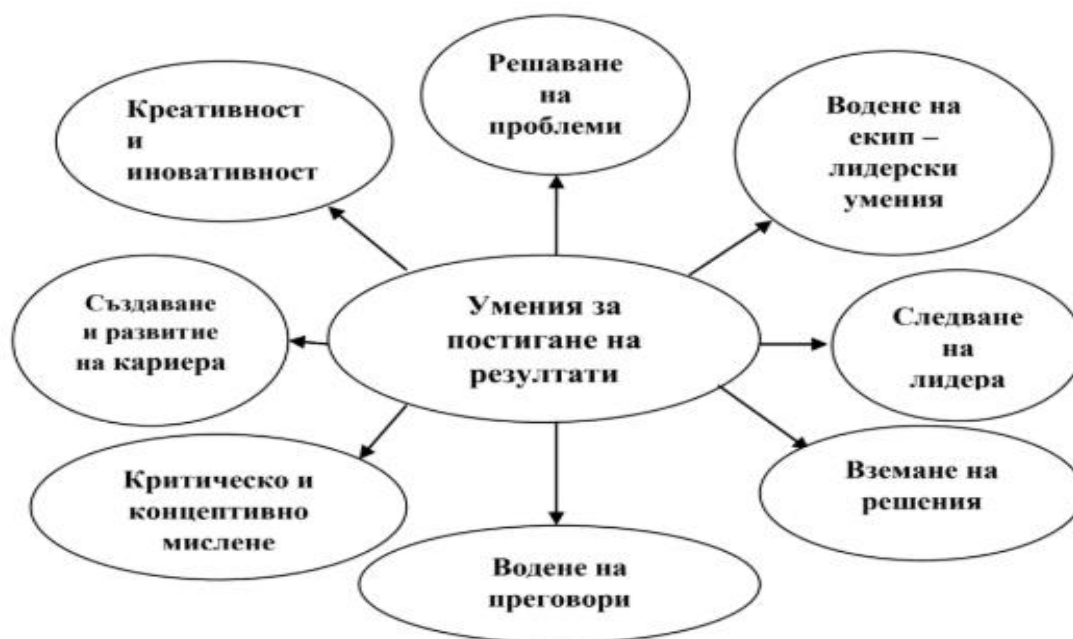 Решаване
на
проблеми
Креативност
и
иновативност
Водене на
екип –
лидерски
умения
Създаване
и развитие
на кариера
Умения за
постигане на
резултати
Следване
на
лидера
Критическо и
концептивно
мислене
Вземане на
решения
Водене на
преговори